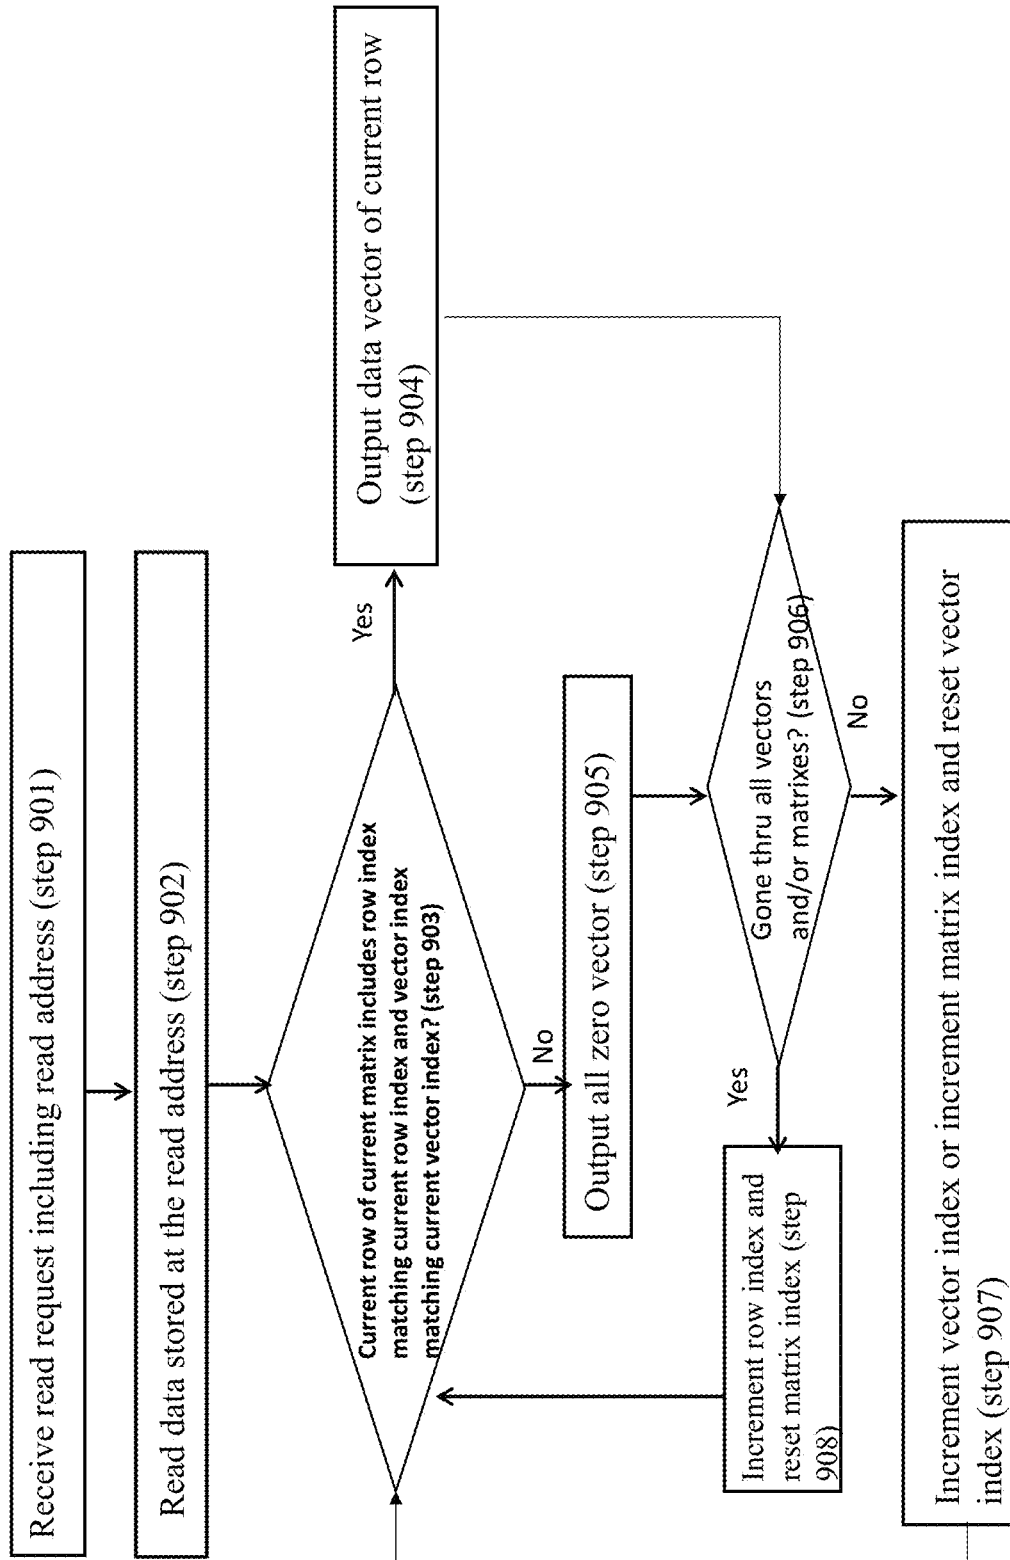 Receive read request including read address (step 901)
Read data stored at the read address (step 902)
Current row of current matrix includes row index
matching current row index and vector index
matching current vector index? (step 903)
Yes
Output data vector of current row
(step 904)
No
Output all zero vector (step 905)
Gone thru all vectors
and/or matrixes? (step 906)
Yes
Increment row index and
reset matrix index (step
908)
No
Increment vector index or increment matrix index and reset vector
index (step 907)